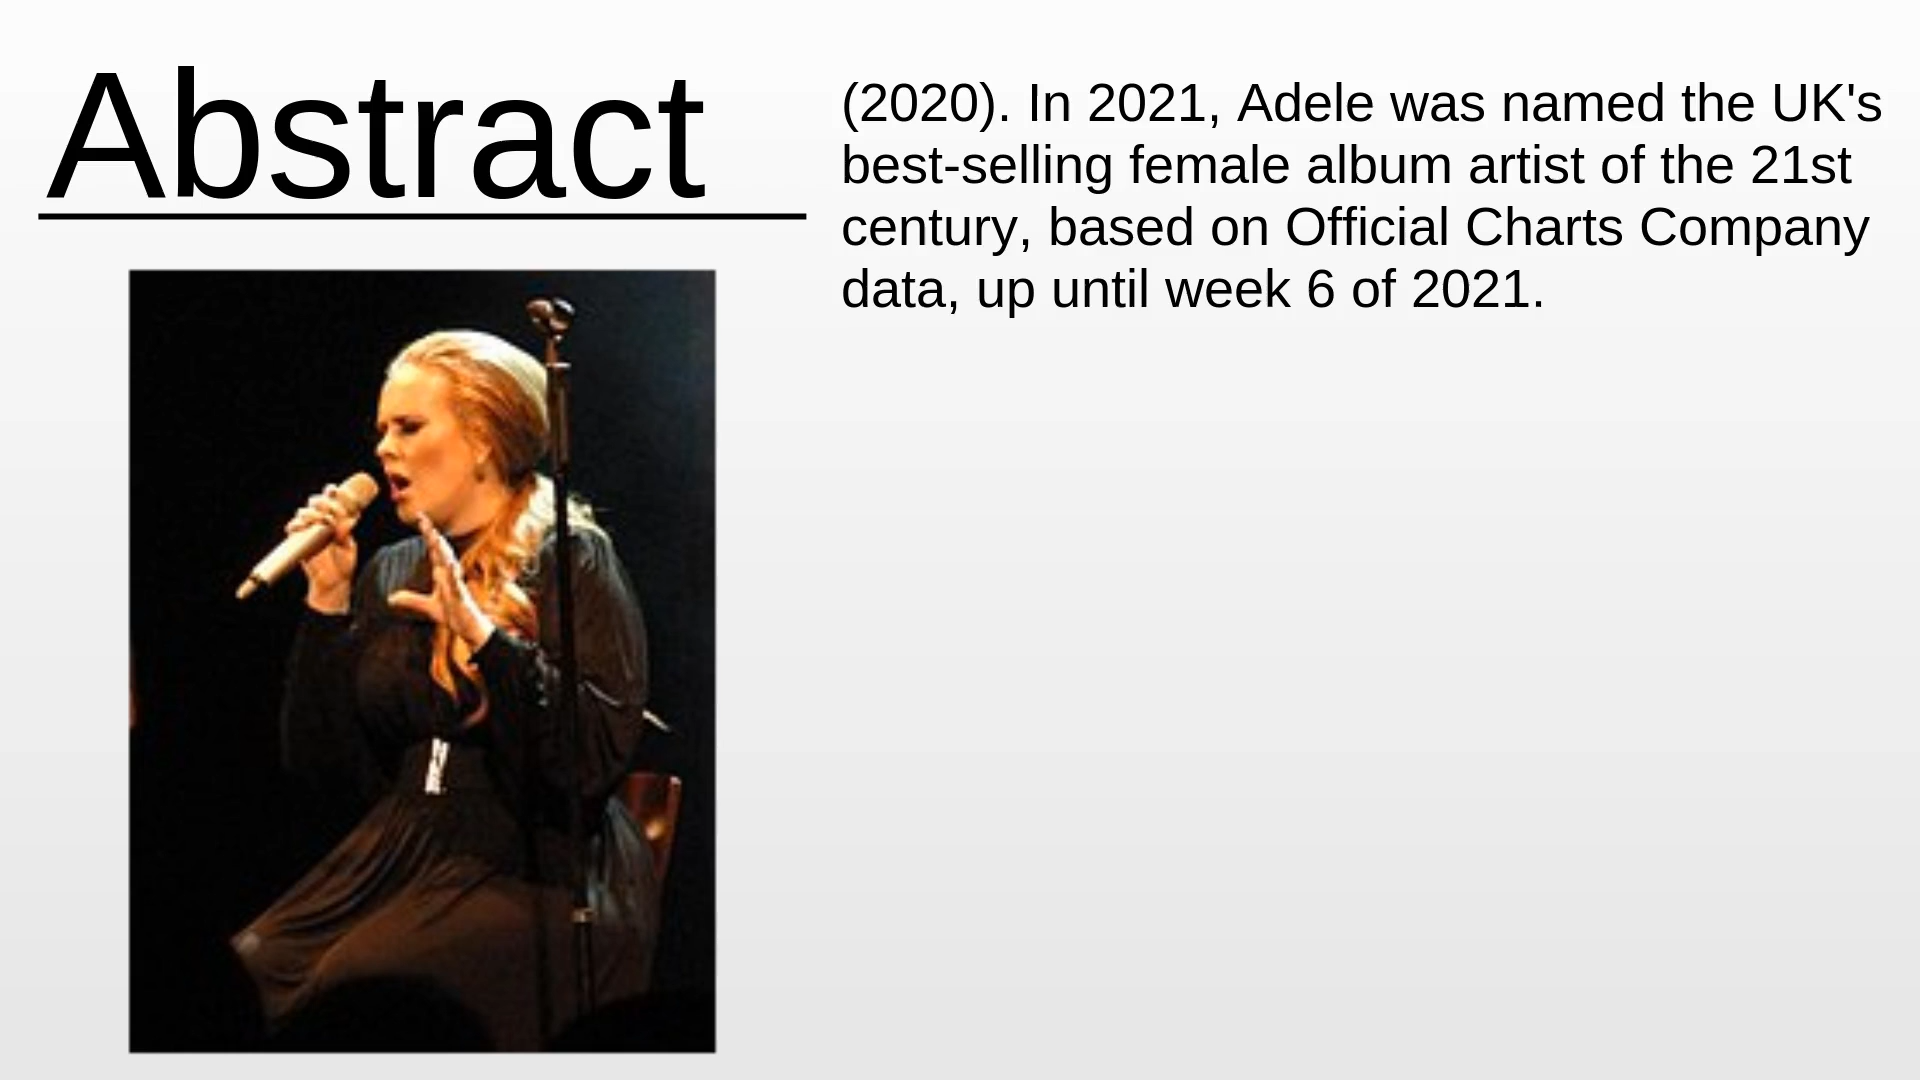 Abstract
(2020). In 2021, Adele was named the UK's
best-selling female album artist of the 21st
century, based on Official Charts Company
data, up until week 6 of 2021.